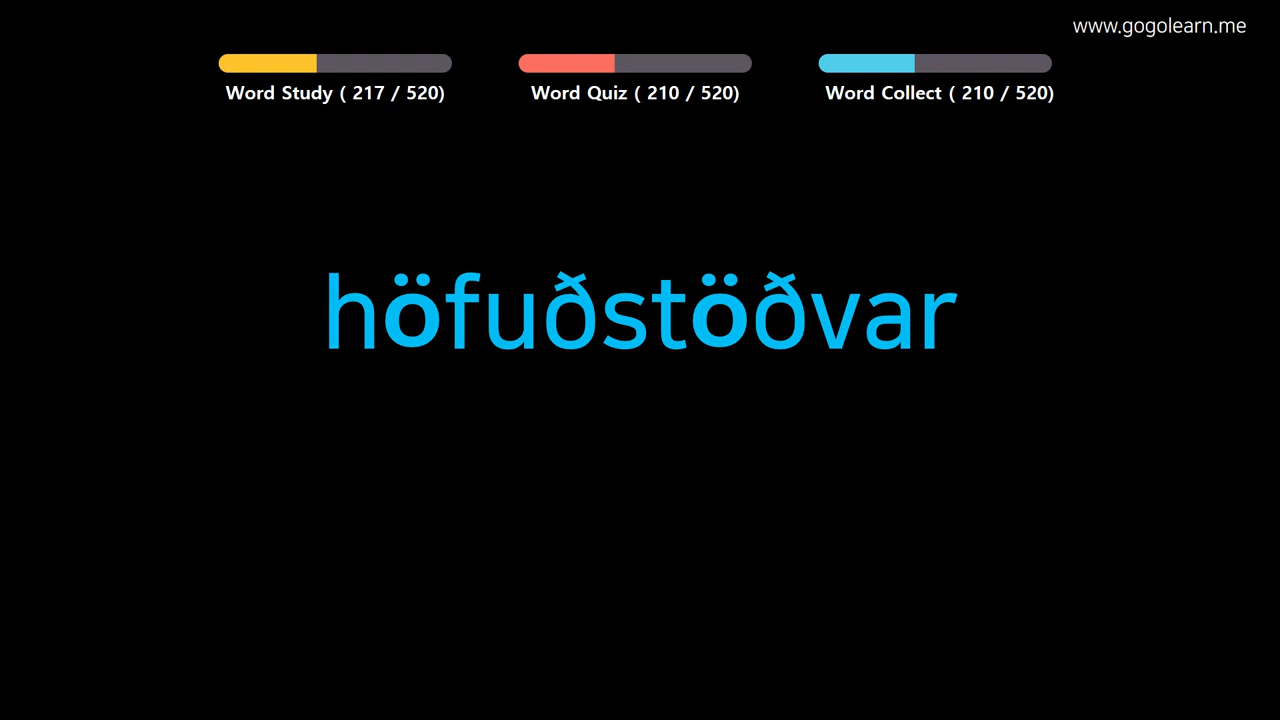 www.gogolearn.me
Word Study ( 217 / 520)
Word Quiz ( 210 / 520)
Word Collect ( 210 / 520)
höfuðstöðvar